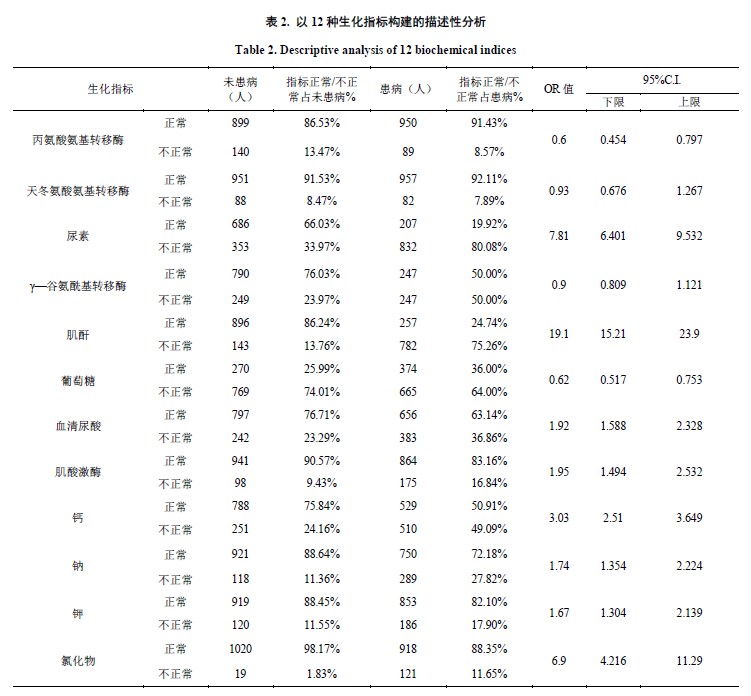 表 2. 以 12 种生化指标构建的描述性分析
Table 2. Descriptive analysis of 12 biochemical indices
生化指标 未患病（人） 指标正常/不正常占未患病% 患病（人） 指标正常/不正常占患病% OR 值 95%C.I.
下限 上限
丙氨酸氨基转移酶 正常 899 86.53% 950 91.43% 0.6 0.454 0.797
不正常 140 13.47% 89 8.57%
天冬氨酸氨基转移酶 正常 951 91.53% 957 92.11% 0.93 0.676 1.267
不正常 88 8.47% 82 7.89%
尿素 正常 686 66.03% 207 19.92% 7.81 6.401 9.532
不正常 353 33.97% 832 80.08%
γ—谷氨酰基转移酶 正常 790 76.03% 247 50.00% 0.9 0.809 1.121
不正常 249 23.97% 247 50.00%
肌酐 正常 896 86.24% 257 24.74% 19.1 15.21 23.9
不正常 143 13.76% 782 75.26%
葡萄糖 正常 270 25.99% 374 36.00% 0.62 0.517 0.753
不正常 769 74.01% 665 64.00%
血清尿酸 正常 797 76.71% 656 63.14% 1.92 1.588 2.328
不正常 242 23.29% 383 36.86%
肌酸激酶 正常 941 90.57% 864 83.16% 1.95 1.494 2.532
不正常 98 9.43% 175 16.84%
钙 正常 788 75.84% 529 50.91% 3.03 2.51 3.649
不正常 251 24.16% 510 49.09%
钠 正常 921 88.64% 750 72.18% 1.74 1.354 2.224
不正常 118 11.36% 289 27.82%
钾 正常 919 88.45% 853 82.10% 1.67 1.304 2.139
不正常 120 11.55% 186 17.90%
氯化物 正常 1020 98.17% 918 88.35% 6.9 4.216 11.29
不正常 19 1.83% 121 11.65%